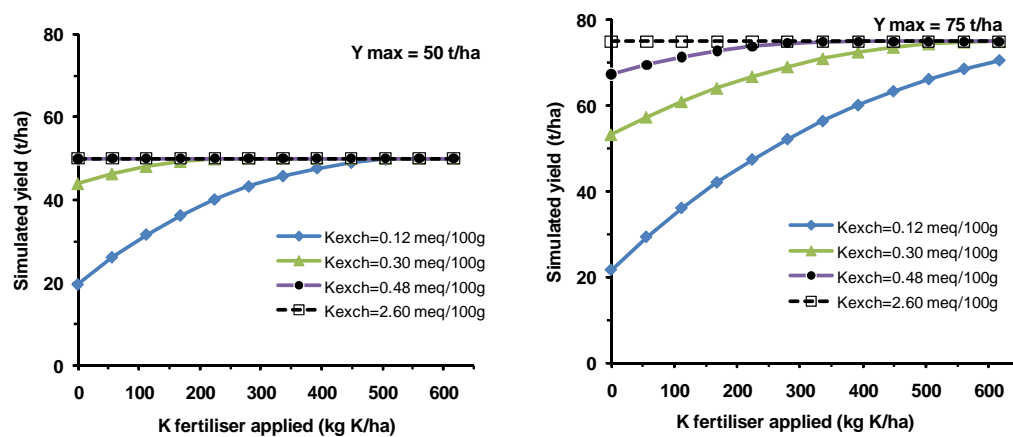 Y max = 50 t/ha
80
60
40
20
0
Simulated yield (t/ha)
Kexch=0.12 meq/100g
Kexch=0.30 meq/100g
Kexch=0.48 meq/100g
Kexch=2.60 meq/100g
0 100 200 300 400 500 600
K fertiliser applied (kg K/ha)
Y max = 75 t/ha
80
60
40
20
0
Simulated yield (t/ha)
Kexch=0.12 meq/100g
Kexch=0.30 meq/100g
Kexch=0.48 meq/100g
Kexch=2.60 meq/100g
0 100 200 300 400 500 600
K fertiliser applied (kg K/ha)